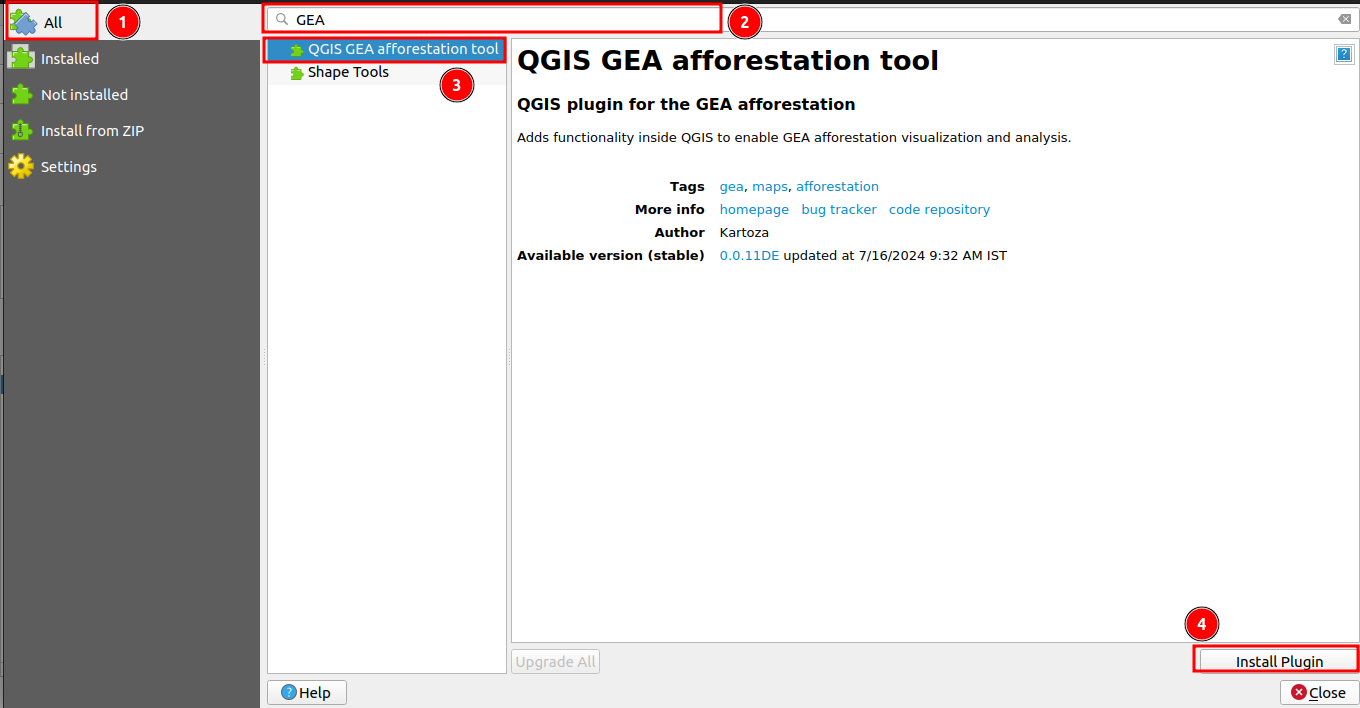 All
1
GEA
2
Installed
Not installed
Install from ZIP
Settings
QGIS GEA afforestation tool
Shape Tools
3
QGIS GEA afforestation tool
?
QGIS plugin for the GEA afforestation
Adds functionality inside QGIS to enable GEA afforestation visualization and analysis.
Tags gea, maps, afforestation
More info homepage bug tracker code repository
Author Kartoza
Available version (stable) 0.0.11DE updated at 7/16/2024 9:32 AM IST
4
Upgrade All
Install Plugin
? Help
Close